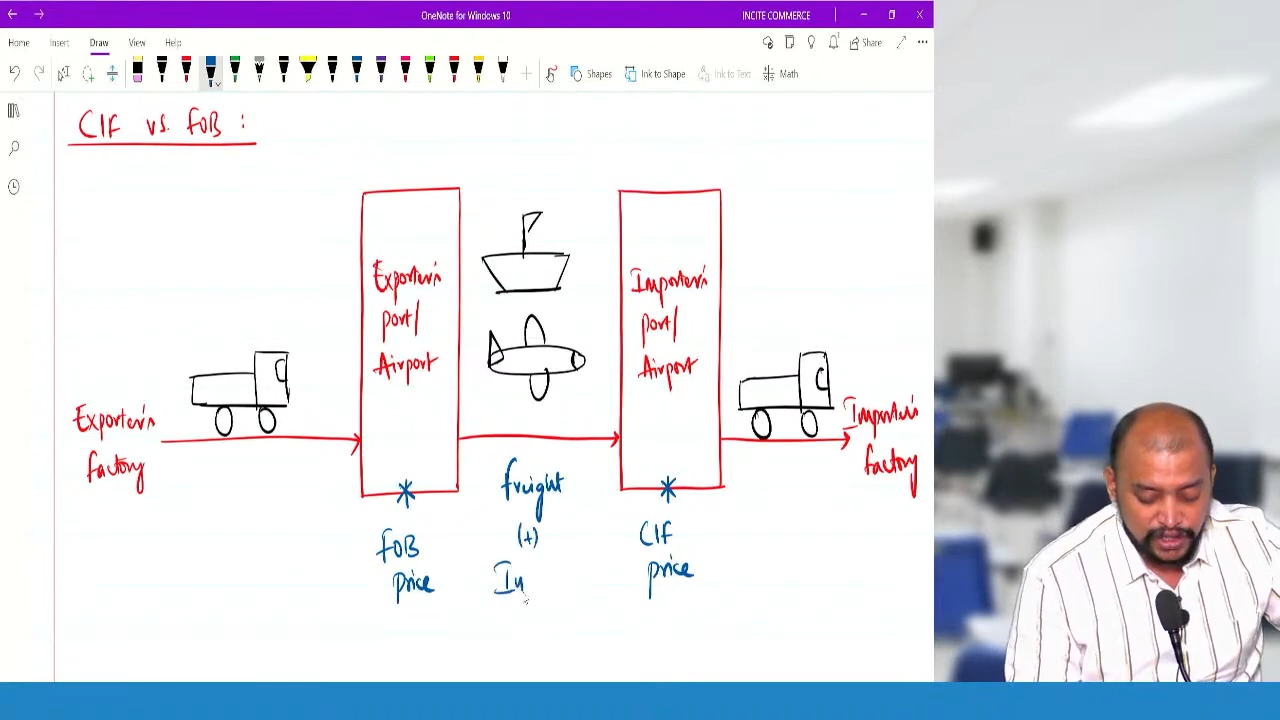 OneNote for Windows 10
INCITE COMMERCE
Home Insert Draw View Help
Share
Shapes Ink to Shape Ink to Text Math
CIF vs. FOB :
Exporter's
port/
Airport
Importer's
port/
Airport
Exporter's
factory
Importer's
factory
freight
(+)
In
FOB
price
CIF
price